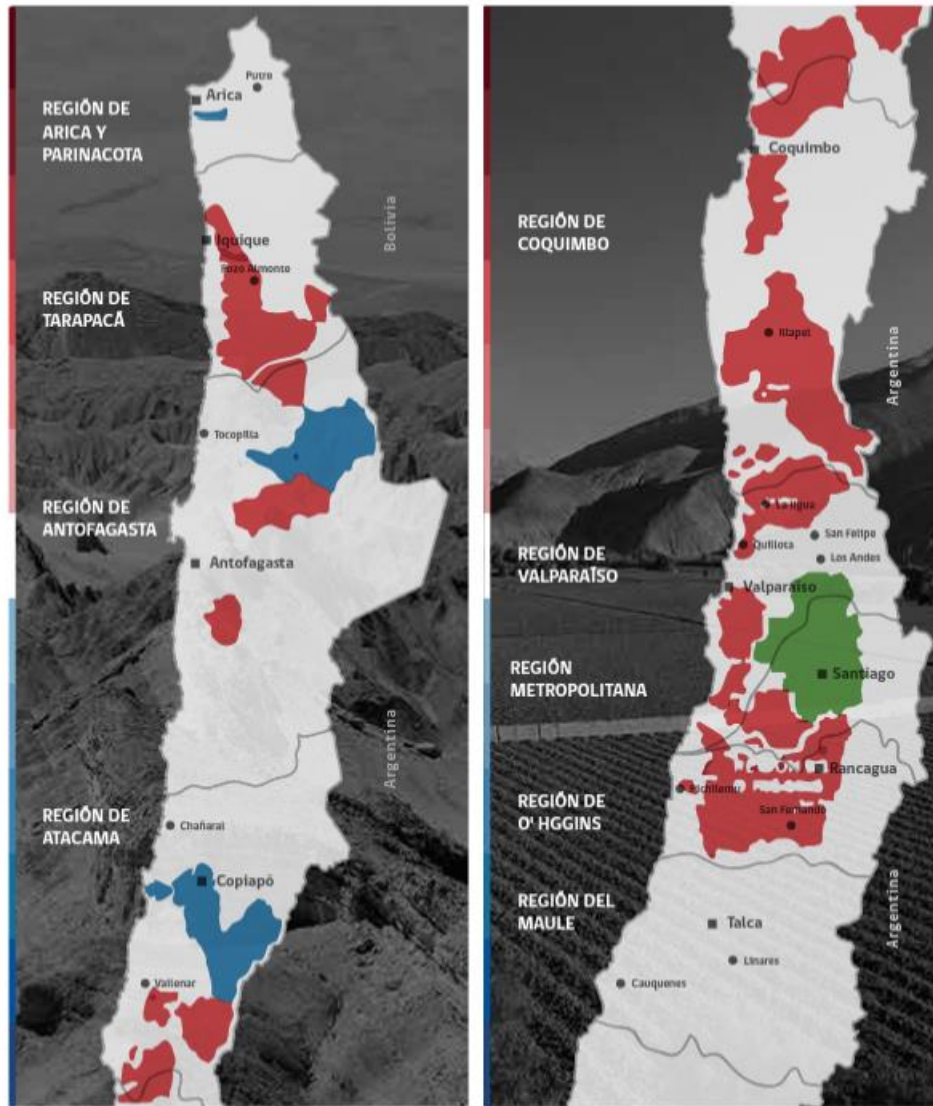 Putre
Arica
REGIÓN DE
ARICA Y
PARINACOTA
Bolivia
Iquique
Pozo Almonte
REGIÓN DE
TARAPACÁ
Tocopilla
REGIÓN DE
ANTOFAGASTA
Antofagasta
Argentina
REGIÓN DE
ATACAMA
Chañaral
Copiapó
Vallenar
Coquimbo
REGIÓN DE
COQUIMBO
Illapel
Argentina
La ligua
San Felipe
Quillota
Los Andes
REGIÓN DE
VALPARAÍSO
Valparaíso
REGIÓN
METROPOLITANA
Santiago
Rancagua
Pichilemu
REGIÓN DE
O' HGGINS
San Fernando
Argentina
REGIÓN DEL
MAULE
Talca
Linares
Cauquenes